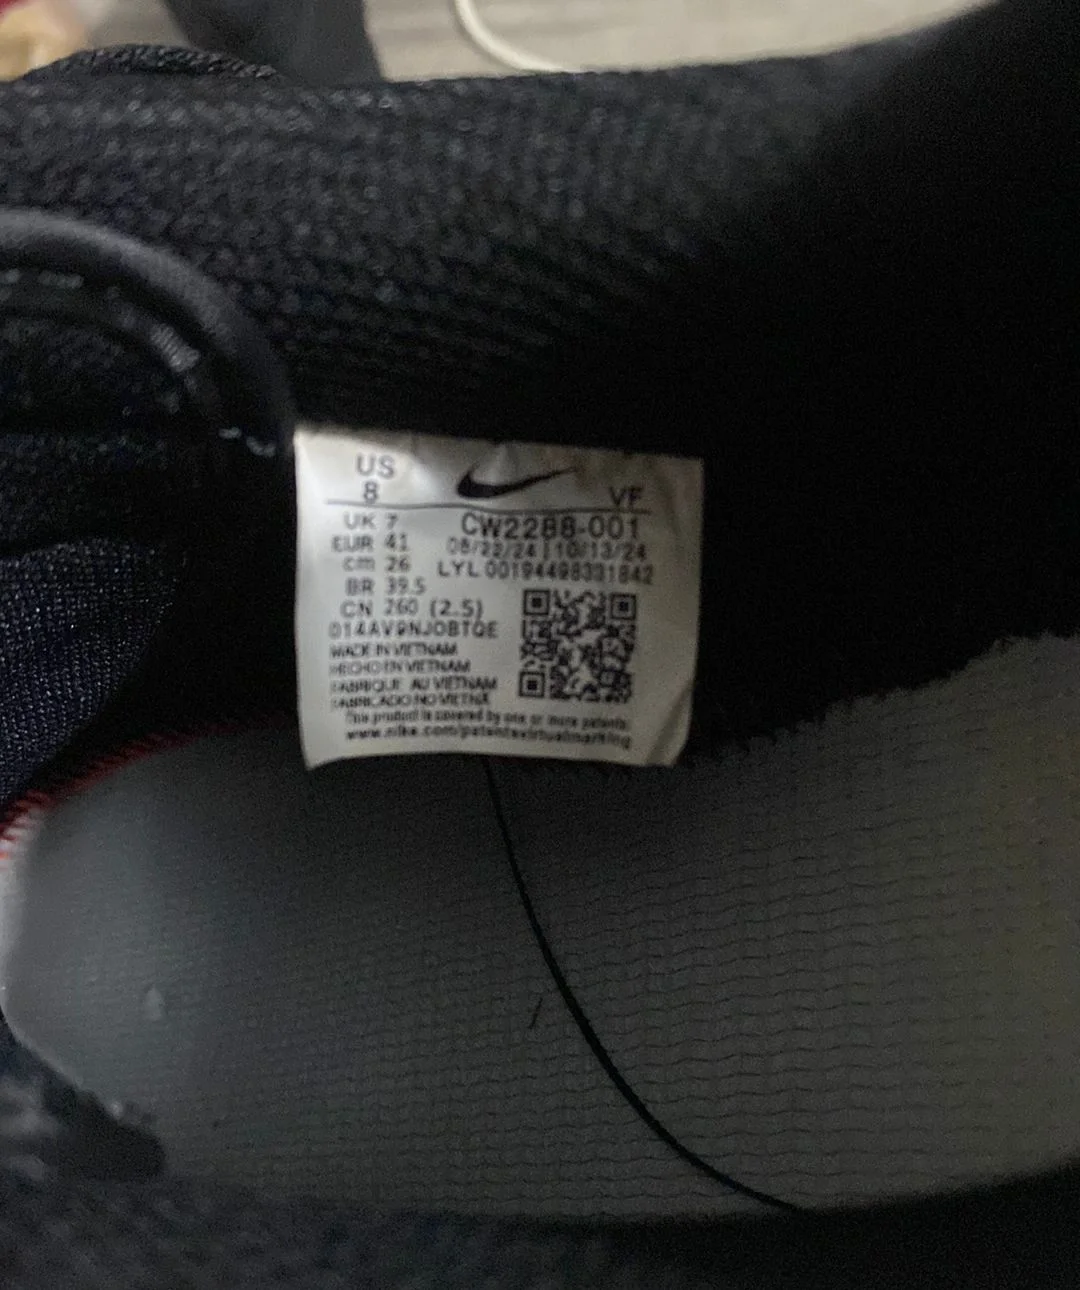 US
8
VF
UK 7
CW2288-001
EUR 41
08/22/24 | 10/13/24
cm 26
LYL 00194498331842
BR 39.5
CN 260 (2.5)
014AV9NJOBTQE
MADE IN VIETNAM
HECHO EN VIETNAM
FABRIQUE AU VIETNAM
FABRICADO NO VIETNA
This product is covered by one or more patents:
www.nike.com/patentsvirtualmarking